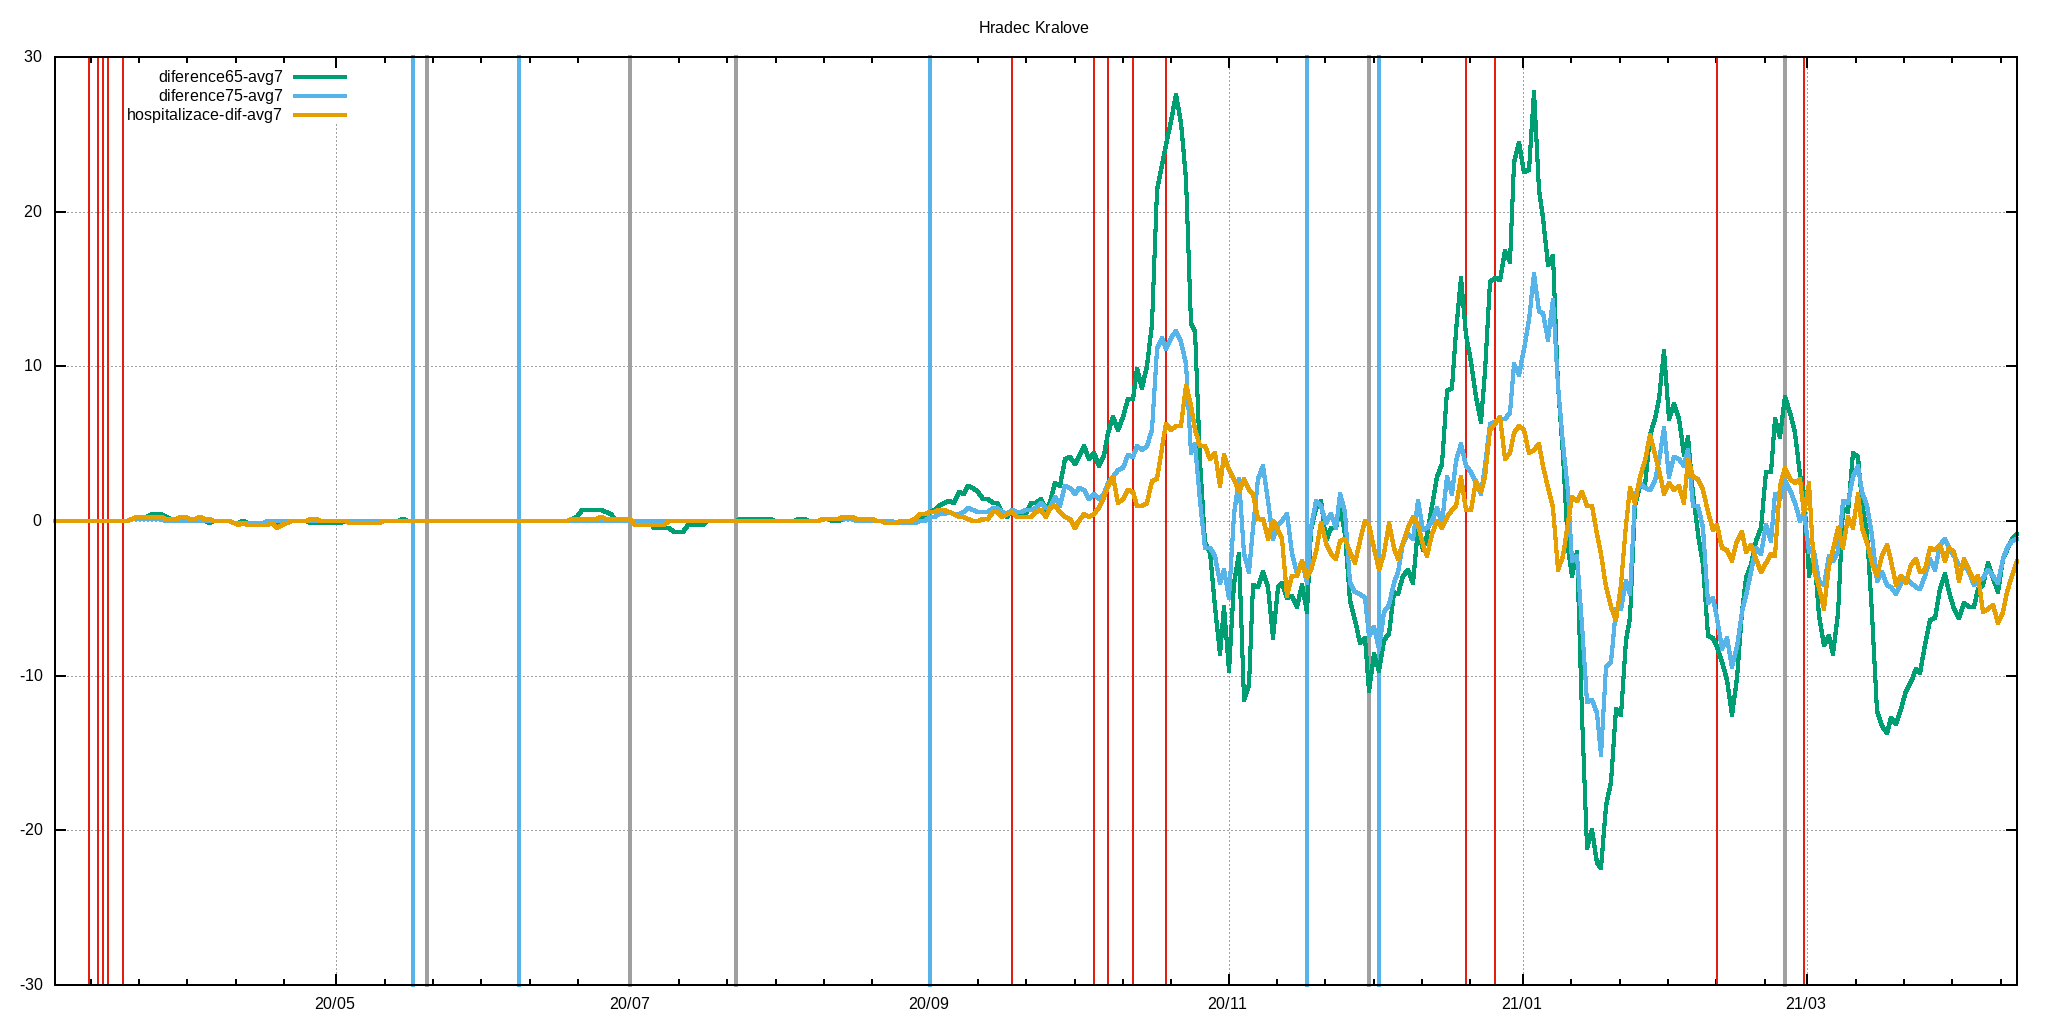 Hradec Kralove
diference65-avg7
diference75-avg7
hospitalizace-dif-avg7
30
20
10
0
-10
-20
-30
20/05 20/07 20/09 20/11 21/01 21/03